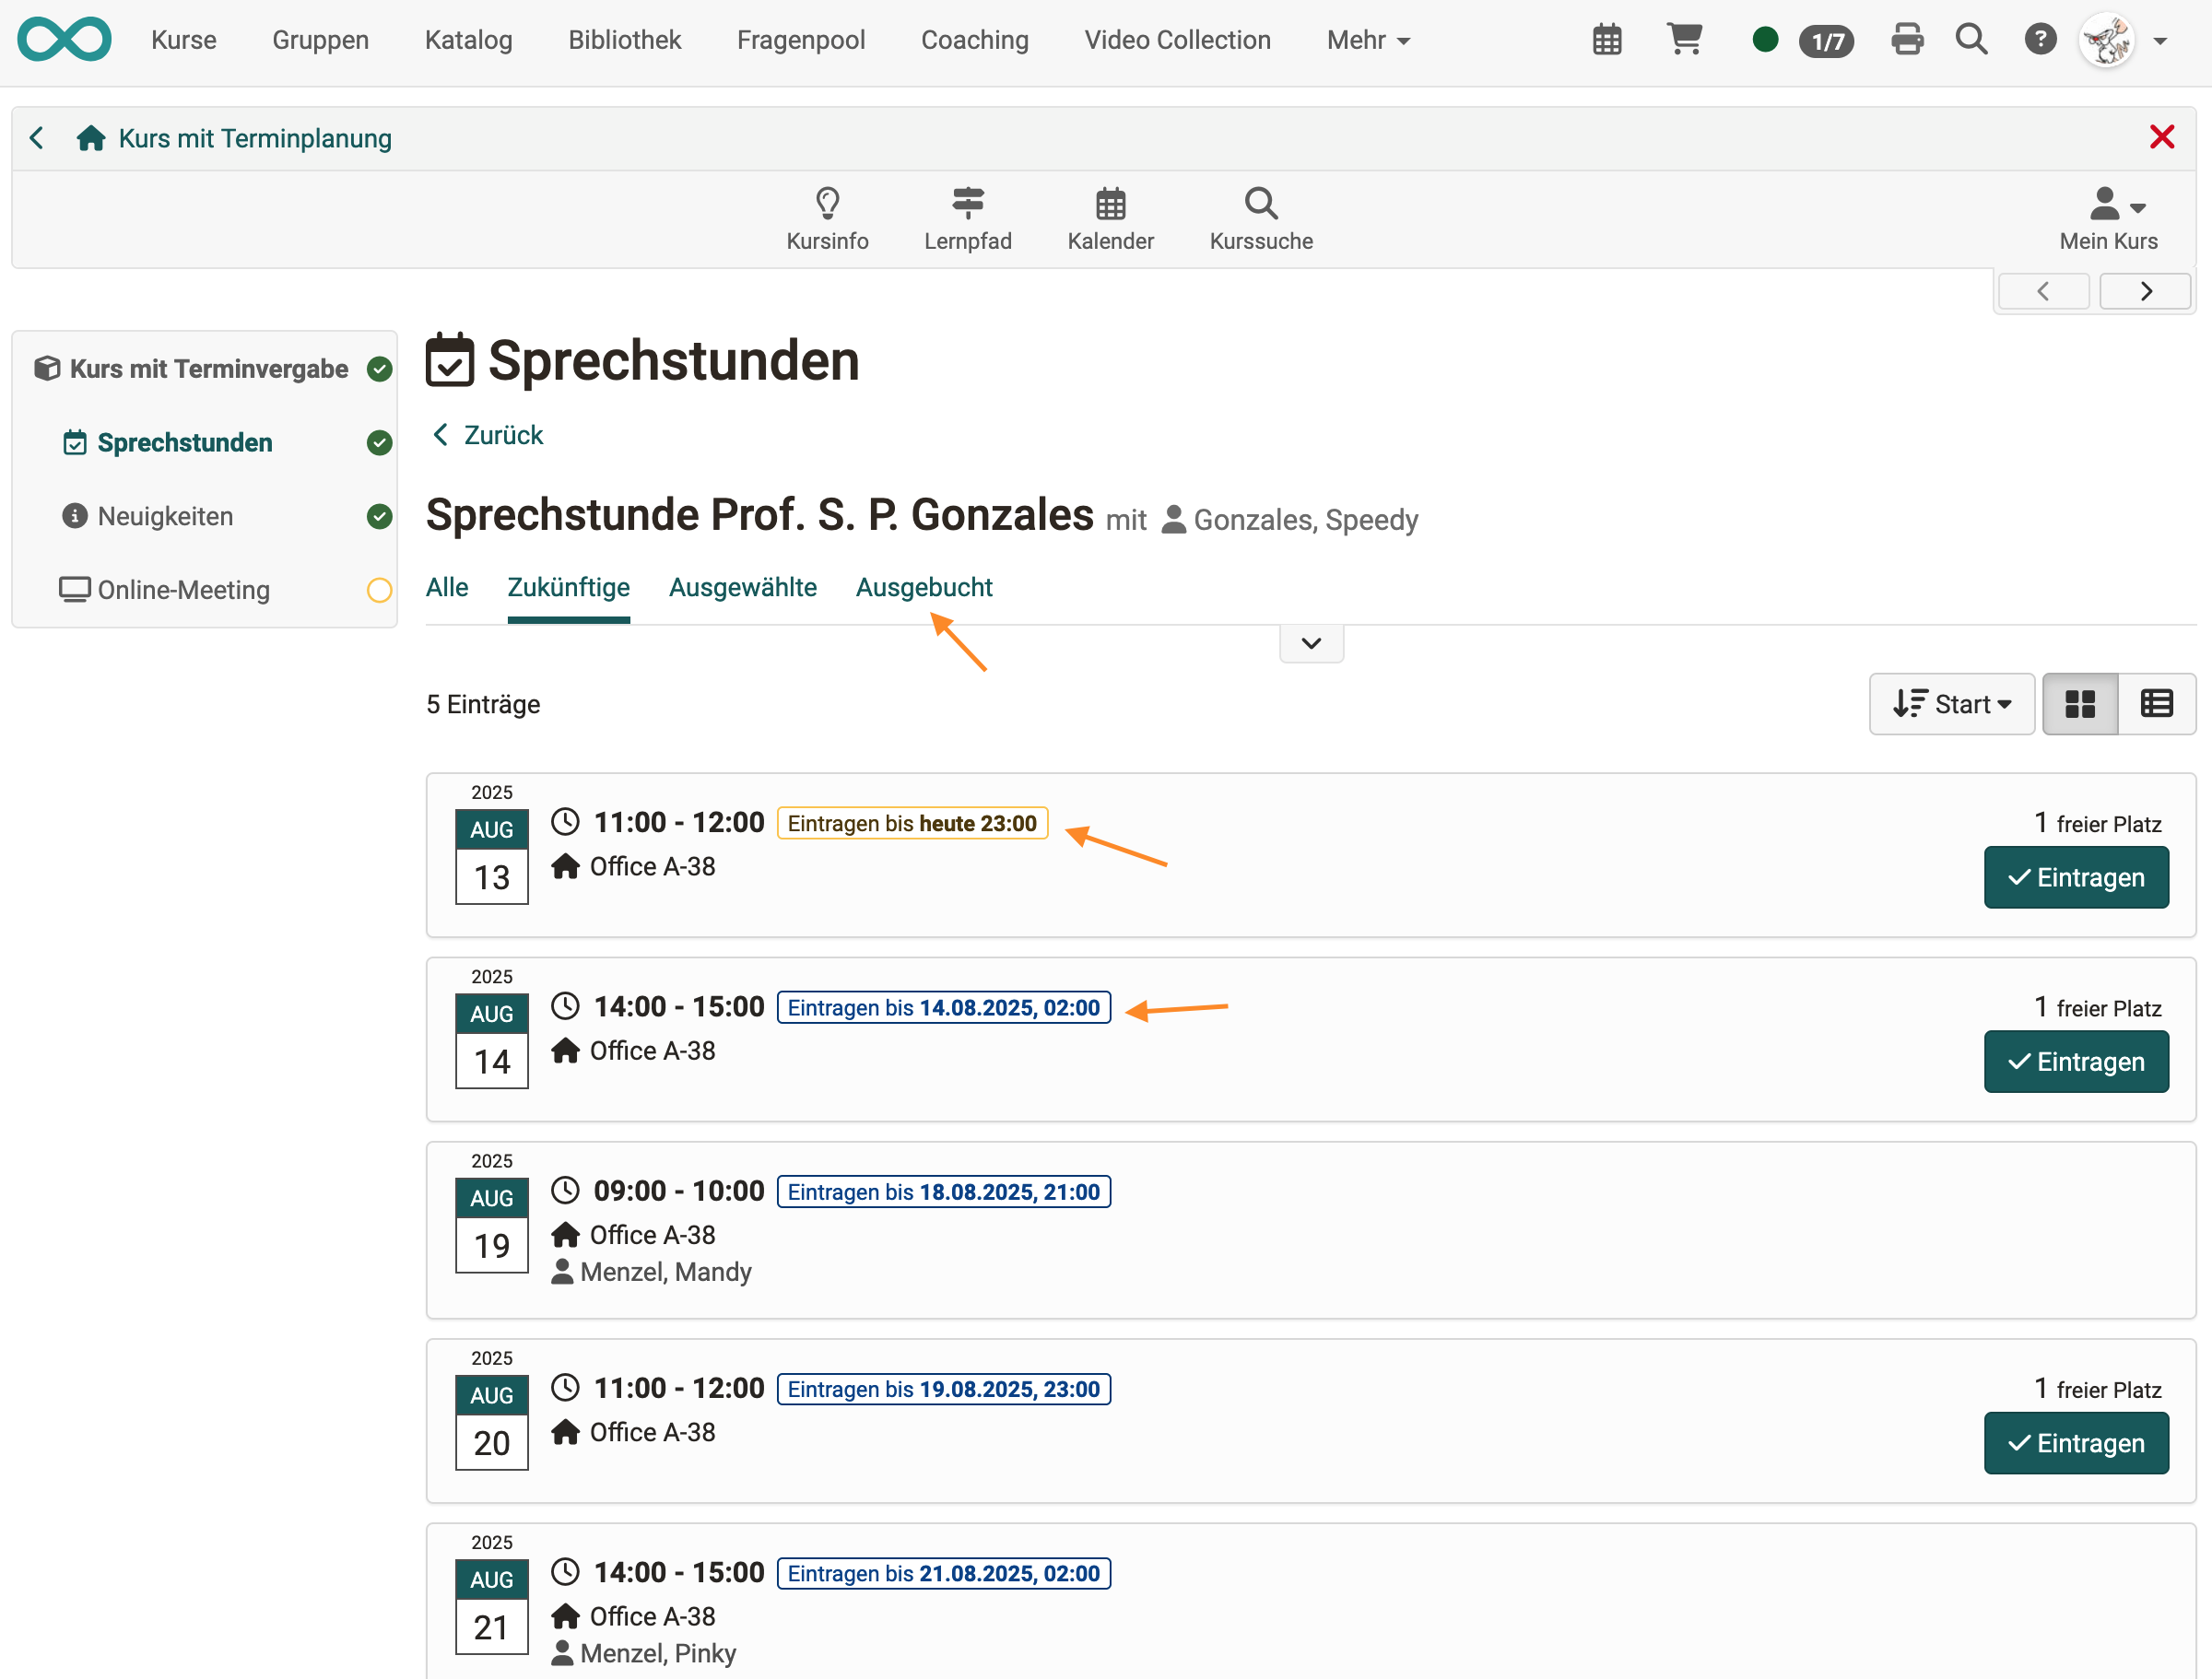 Kurse Gruppen Katalog Bibliothek Fragenpool Coaching Video Collection Mehr 1/7 ?
Kurs mit Terminplanung
Kursinfo Lernpfad Kalender Kurssuche Mein Kurs
Kurs mit Terminvergabe
Sprechstunden
Neuigkeiten
Online-Meeting
Sprechstunden
Zurück
Sprechstunde Prof. S. P. Gonzales mit Gonzales, Speedy
Alle Zukünftige Ausgewählte Ausgebucht
5 Einträge Start
2025
AUG
13
11:00 - 12:00 Eintragen bis heute 23:00
Office A-38
1 freier Platz
Eintragen
2025
AUG
14
14:00 - 15:00 Eintragen bis 14.08.2025, 02:00
Office A-38
1 freier Platz
Eintragen
2025
AUG
19
09:00 - 10:00 Eintragen bis 18.08.2025, 21:00
Office A-38
Menzel, Mandy
2025
AUG
20
11:00 - 12:00 Eintragen bis 19.08.2025, 23:00
Office A-38
1 freier Platz
Eintragen
2025
AUG
21
14:00 - 15:00 Eintragen bis 21.08.2025, 02:00
Office A-38
Menzel, Pinky